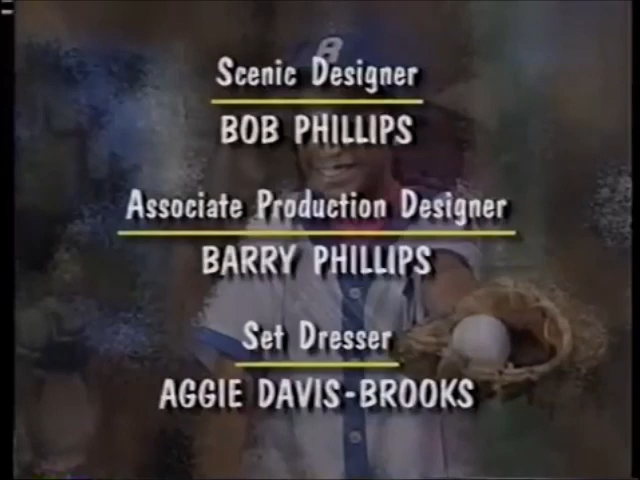 B
Scenic Designer
BOB PHILLIPS
Associate Production Designer
BARRY PHILLIPS
Set Dresser
AGGIE DAVIS-BROOKS